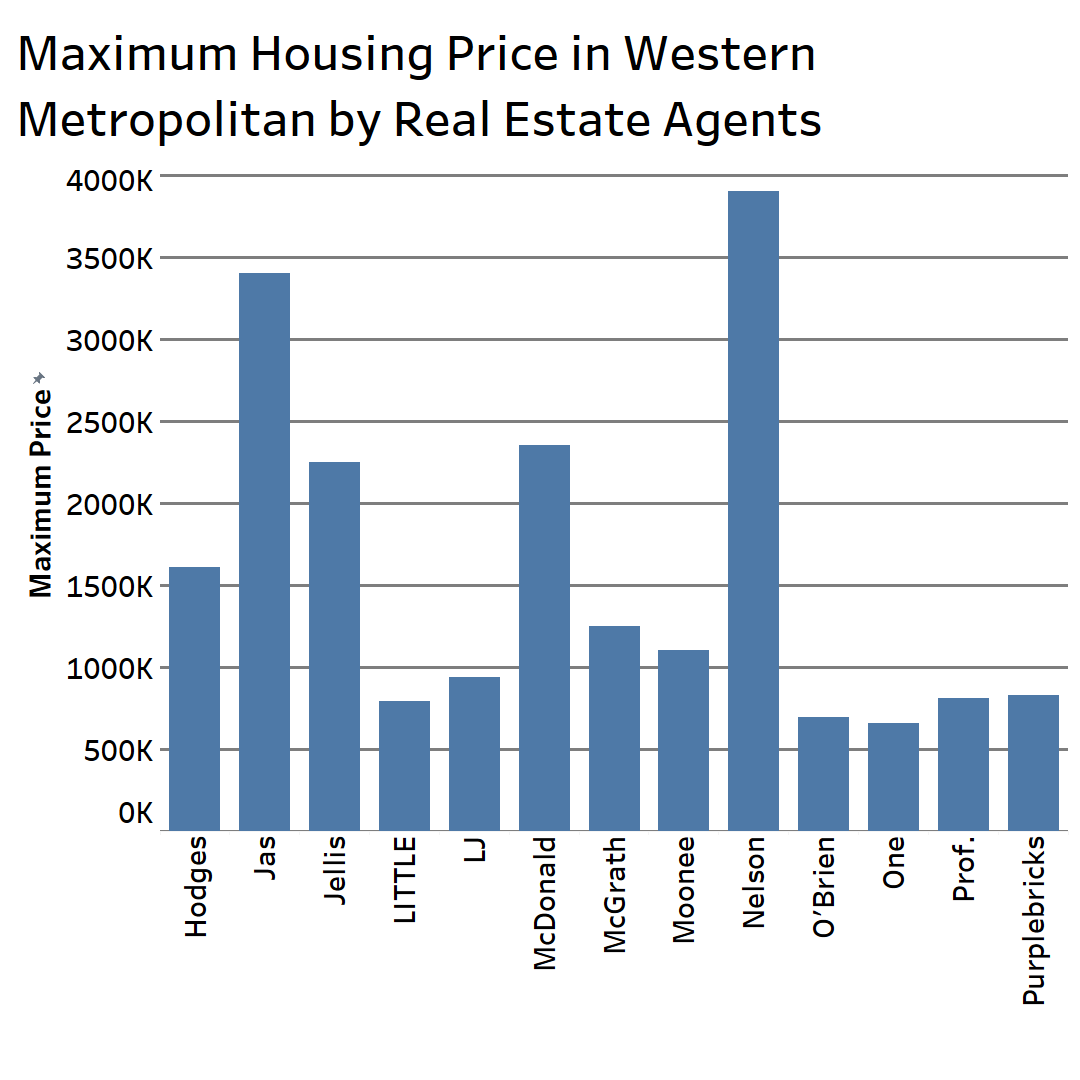 Maximum Housing Price in Western
Metropolitan by Real Estate Agents
Maximum Price
4000K
3500K
3000K
2500K
2000K
1500K
1000K
500K
0K
Hodges
Jas
Jellis
LITTLE
LJ
McDonald
McGrath
Moonee
Nelson
O’Brien
One
Prof.
Purplebricks